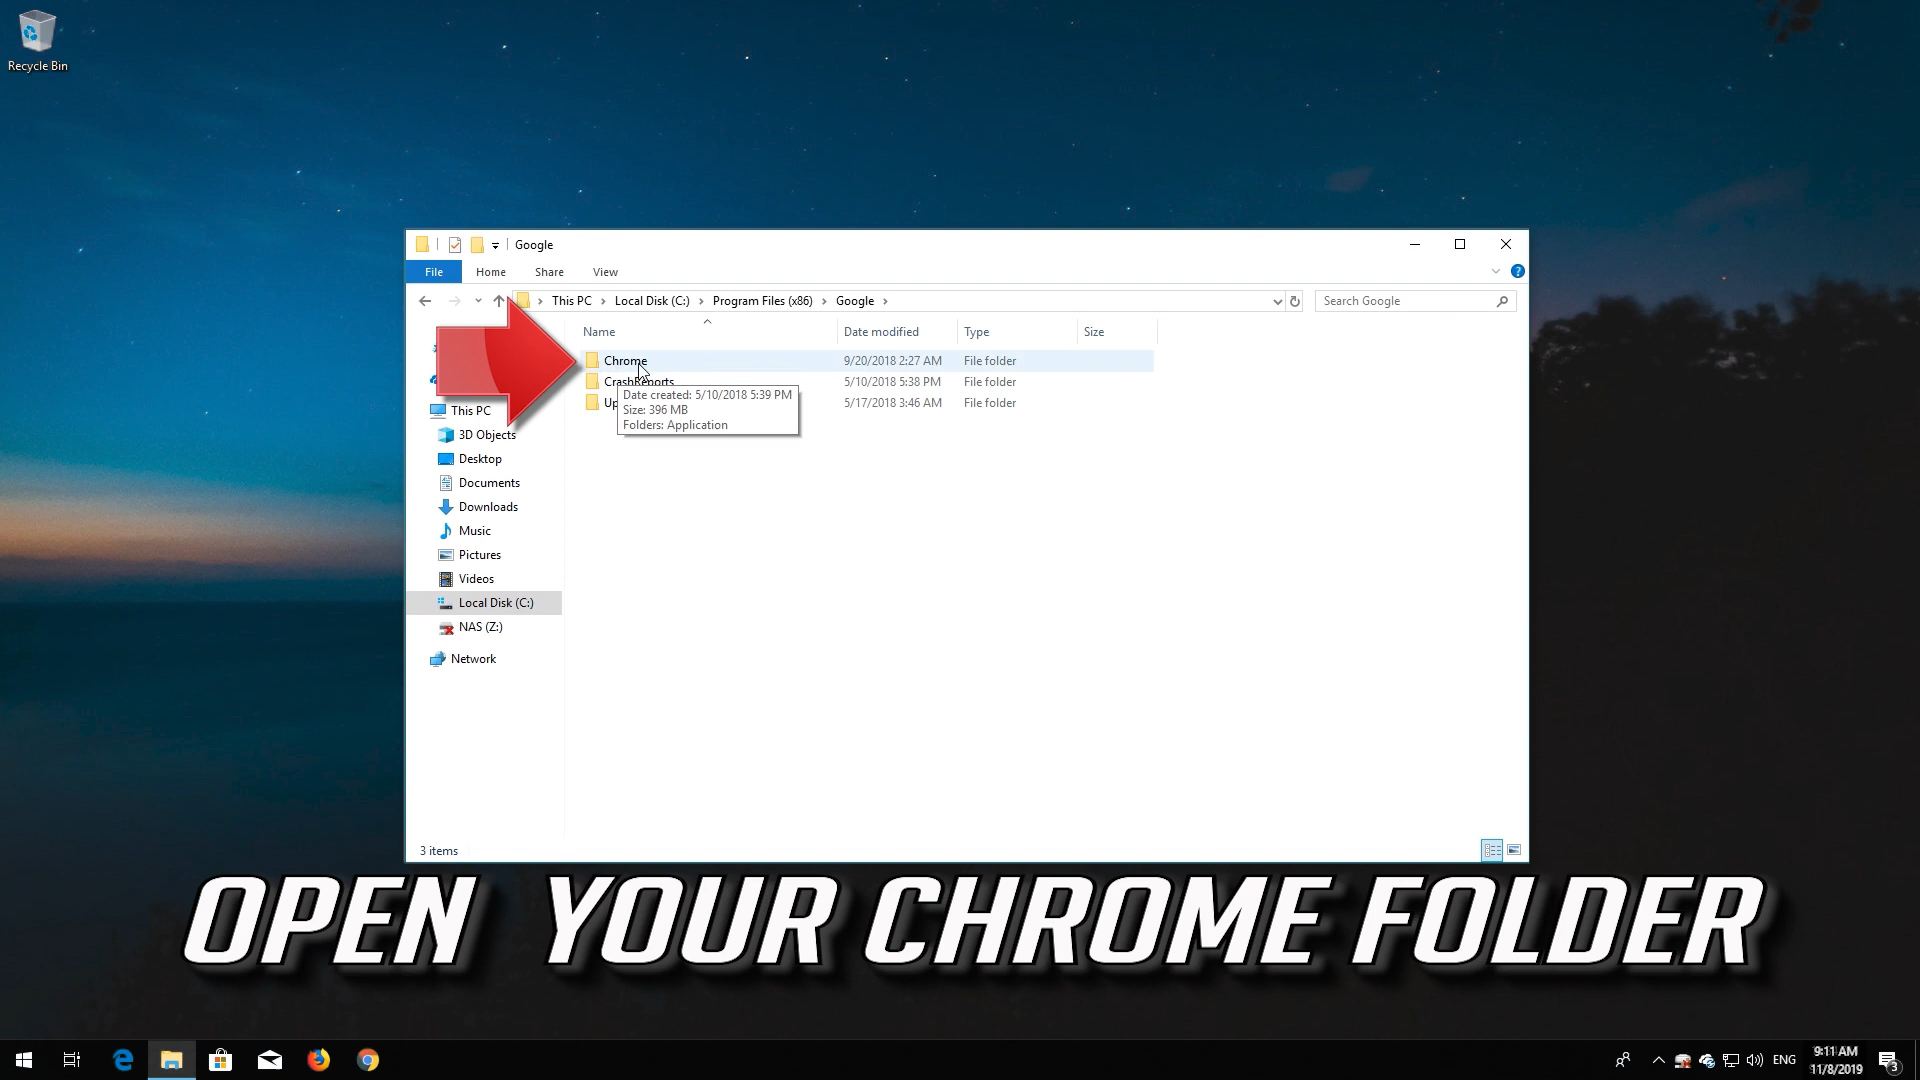 Recycle Bin
Google
File Home Share View
This PC Local Disk (C:) Program Files (x86) Google
Search Google
Name Date modified Type Size
Chrome 9/20/2018 2:27 AM File folder
CrashReports 5/10/2018 5:38 PM File folder
Up 5/17/2018 3:46 AM File folder
Date created: 5/10/2018 5:39 PM
Size: 396 MB
Folders: Application
This PC
3D Objects
Desktop
Documents
Downloads
Music
Pictures
Videos
Local Disk (C:)
NAS (Z:)
Network
3 items
OPEN YOUR CHROME FOLDER
ENG
9:11 AM
11/8/2019
3